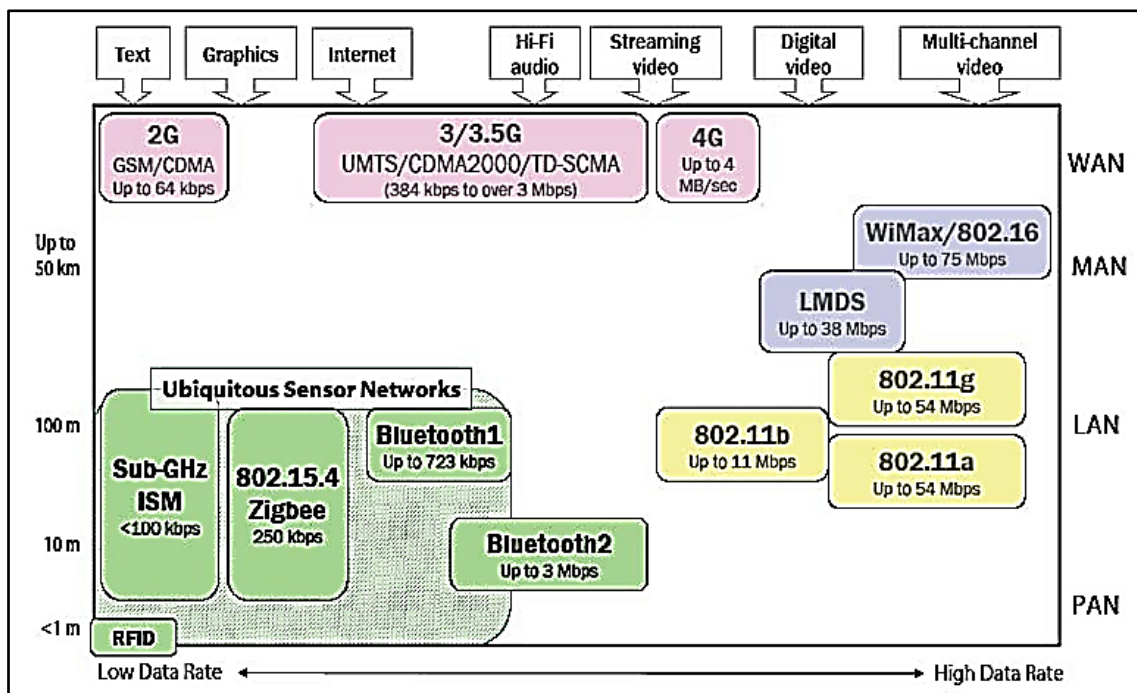 Text
Graphics
Internet
Hi-Fi
audio
Streaming
video
Digital
video
Multi-channel
video
2G
GSM/CDMA
Up to 64 kbps
3/3.5G
UMTS/CDMA2000/TD-SCMA
(384 kbps to over 3 Mbps)
4G
Up to 4
MB/sec
WAN
WiMax/802.16
Up to 75 Mbps
Up to
50 km
MAN
LMDS
Up to 38 Mbps
Ubiquitous Sensor Networks
802.11g
Up to 54 Mbps
100 m
LAN
Bluetooth1
Up to 723 kbps
802.11b
Up to 11 Mbps
802.11a
Up to 54 Mbps
Sub-GHz
ISM
<100 kbps
802.15.4
Zigbee
250 kbps
10 m
Bluetooth2
Up to 3 Mbps
PAN
<1 m
RFID
Low Data Rate
High Data Rate